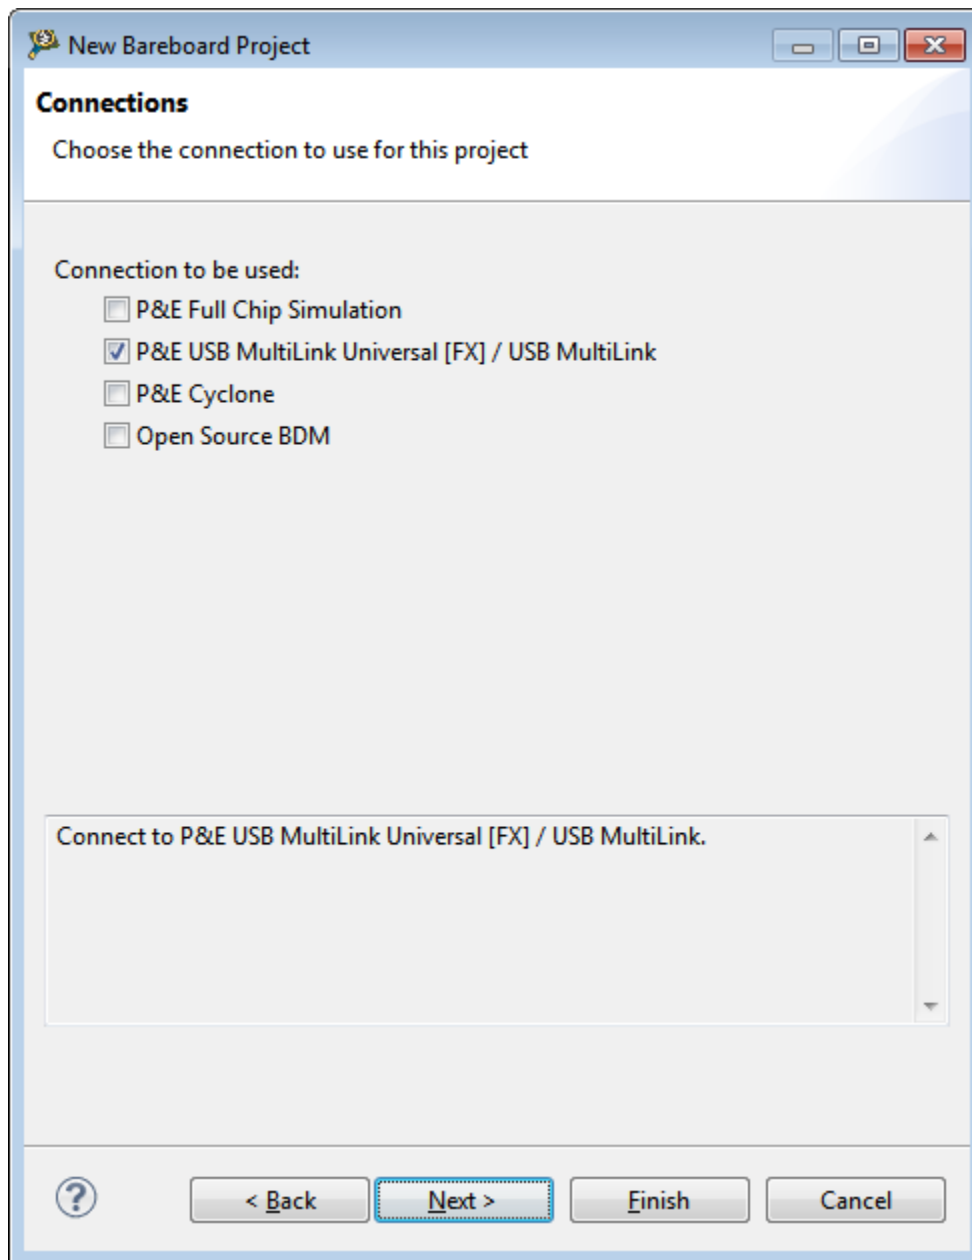 New Bareboard Project
Connections
Choose the connection to use for this project
Connection to be used:
P&E Full Chip Simulation
P&E USB MultiLink Universal [FX] / USB MultiLink
P&E Cyclone
Open Source BDM
Connect to P&E USB MultiLink Universal [FX] / USB MultiLink.
? < Back Next > Finish Cancel